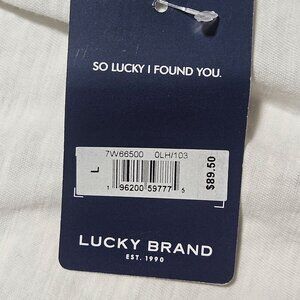 SO LUCKY I FOUND YOU.
7W66500 0LH/103
L
1 96200 59777 5
$89.50
LUCKY BRAND
EST. 1990